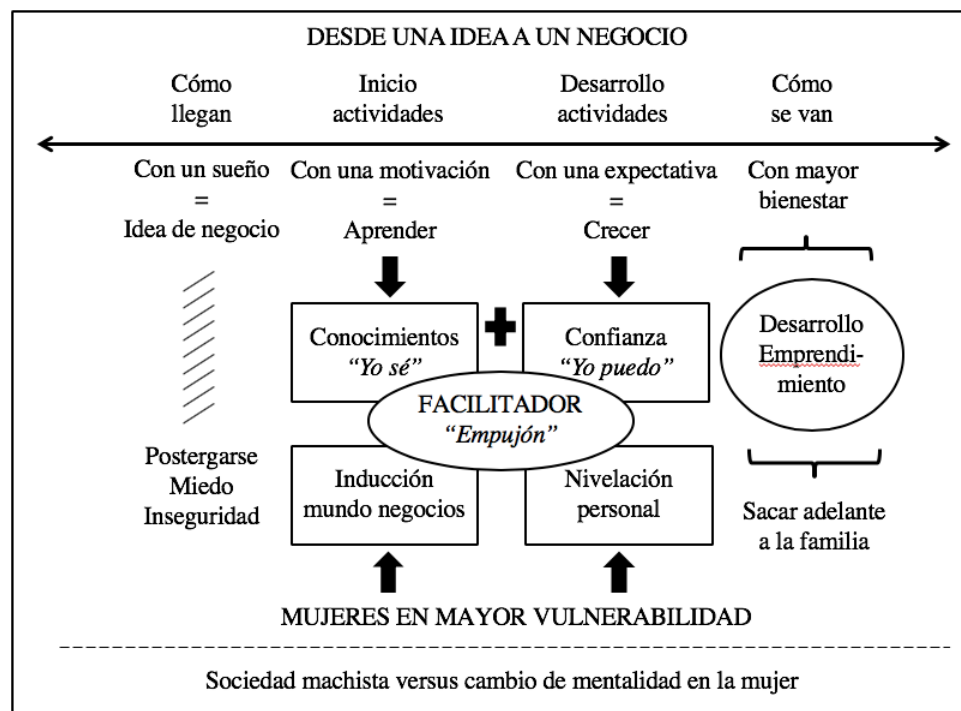 DESDE UNA IDEA A UN NEGOCIO
Cómo
llegan
Inicio
actividades
Desarrollo
actividades
Cómo
se van
Con un sueño
=
Idea de negocio
Con una motivación
=
Aprender
Con una expectativa
=
Crecer
Con mayor
bienestar
Conocimientos
“Yo sé”
Confianza
“Yo puedo”
Desarrollo
Emprendi-
miento
FACILITADOR
“Empujón”
Postergarse
Miedo
Inseguridad
Inducción
mundo negocios
Nivelación
personal
Sacar adelante
a la familia
MUJERES EN MAYOR VULNERABILIDAD
Sociedad machista versus cambio de mentalidad en la mujer